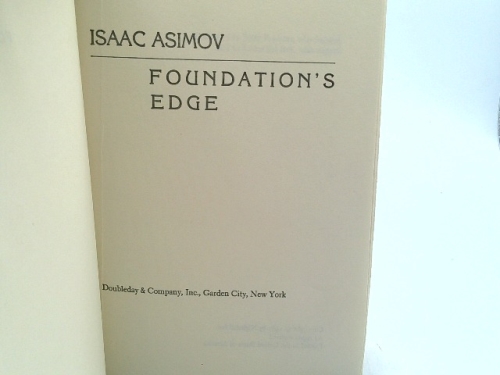 ISAAC ASIMOV
FOUNDATION'S
EDGE
Doubleday & Company, Inc., Garden City, New York